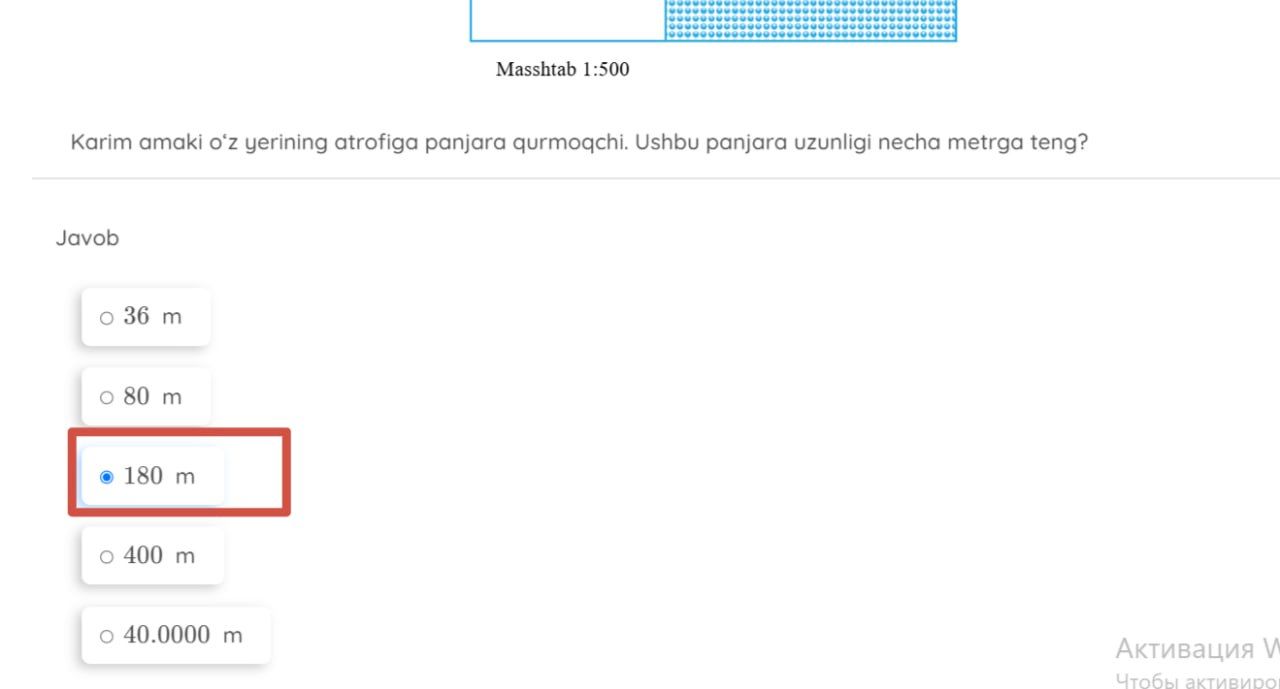 Masshtab 1:500
Karim amaki o‘z yerining atrofiga panjara qurmoqchi. Ushbu panjara uzunligi necha metrga teng?
Javob
36 m
80 m
180 m
400 m
40.0000 m
Активация W
Чтобы активиро